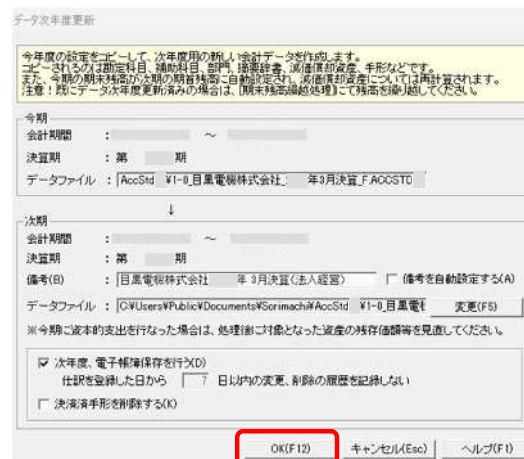 データ次年度更新
今年度の設定をコピーして、次年度用の新しい会計データを作成します。
コピーされるのは勘定科目、補助科目、部門、摘要辞書、減価償却資産、手形などです。
また、今期の期末残高が次期の期首残高に自動設定され、減価償却資産については再計算されます。
注意！既にデータ次年度更新済みの場合は、[期末残高繰越処理]にて残高を繰り越してください。
今期
会計期間 : ～
決算期 : 第 期
データファイル : AccStd ¥1-0_目黒電機株式会社_ 年3月決算_F.ACCSTD
↓
次期
会計期間 : ～
決算期 : 第 期
備考(B) : 目黒電機株式会社 年 3月決算(法人経営) 備考を自動設定する(A)
データファイル : C:¥Users¥Public¥Documents¥Sorimachi¥AccStd ¥1-0_目黒電 変更(F5)
※今期に資本的支出を行なった場合は、処理後に対象となった資産の残存価額等を見直してください。
次年度、電子帳簿保存を行う(D)
仕訳を登録した日から 7 日以内の変更、削除の履歴を記録しない
決済済手形を削除する(K)
OK(F12) キャンセル(Esc) ヘルプ(F1)